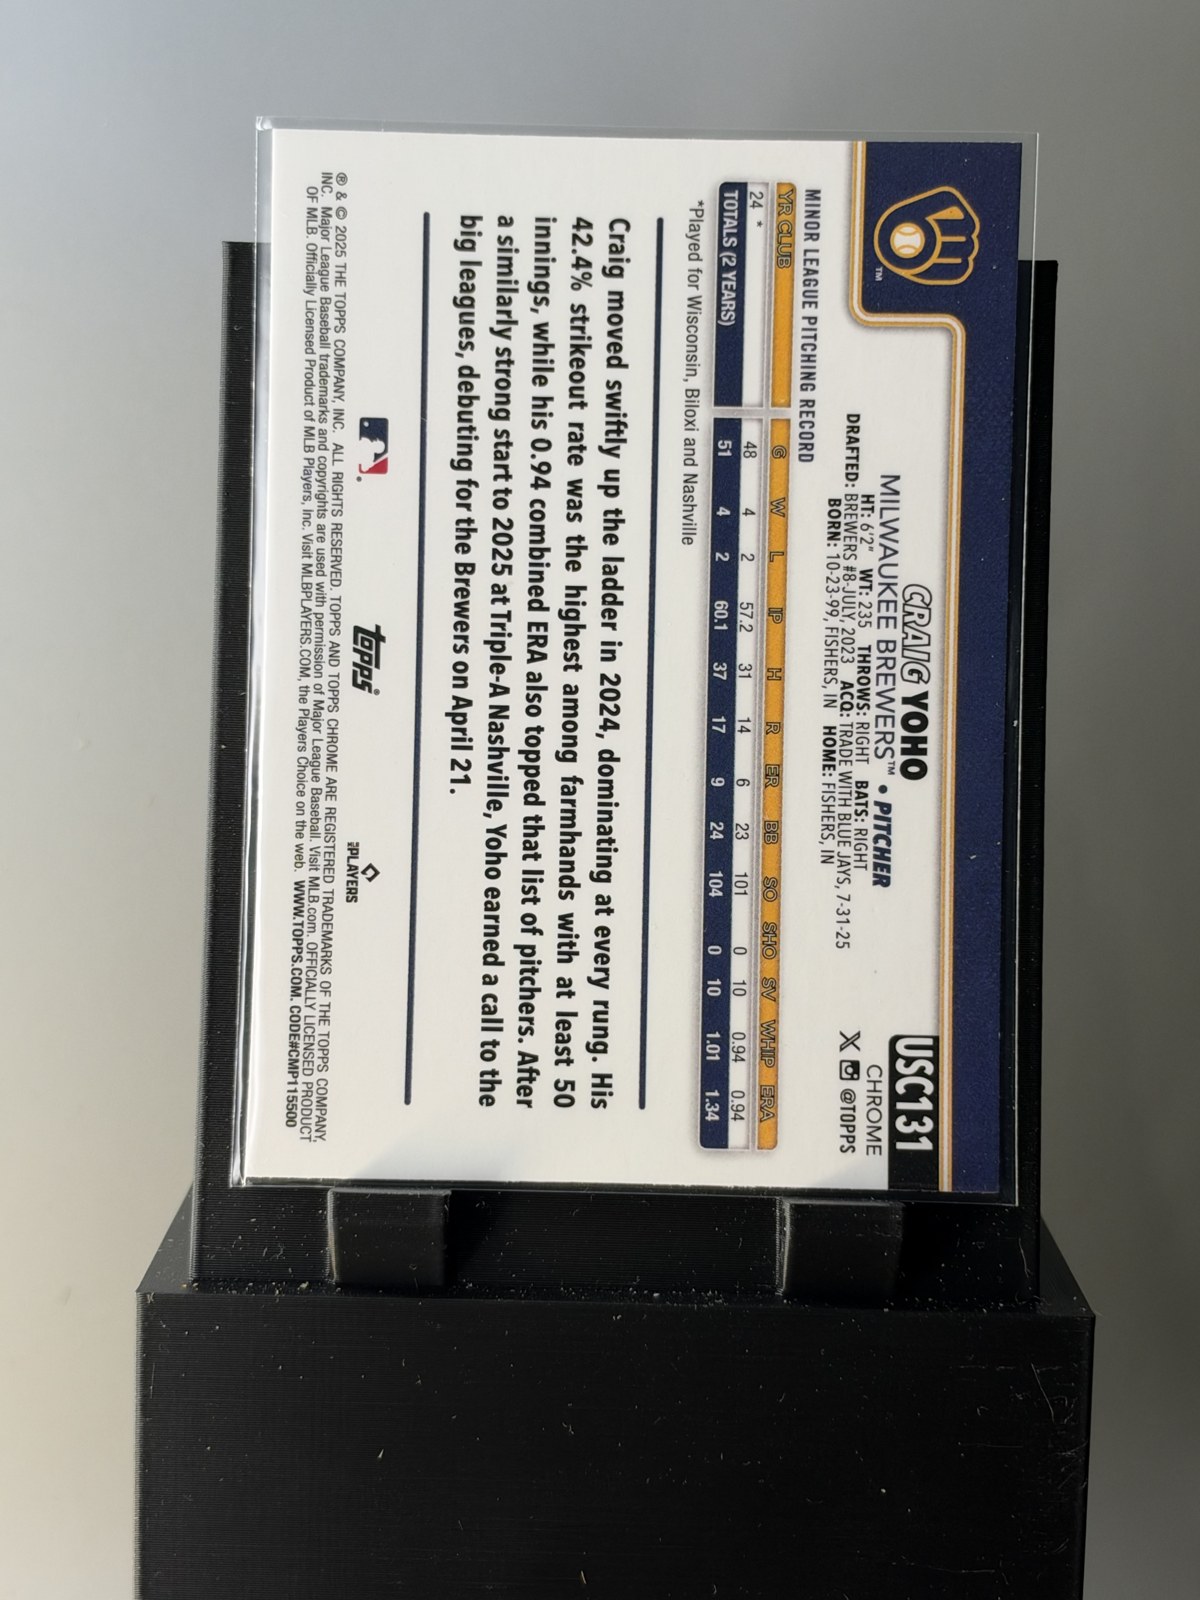 USC131
CHROME
@TOPPS
CRAIG YOHO
MILWAUKEE BREWERS™ • PITCHER
HT: 6'2" WT: 235 THROWS: RIGHT BATS: RIGHT
DRAFTED: BREWERS #8-JULY, 2023 ACQ: TRADE WITH BLUE JAYS, 7-31-25
BORN: 10-23-99, FISHERS, IN HOME: FISHERS, IN
TM
MINOR LEAGUE PITCHING RECORD
YR CLUB G W L IP H R ER BB SO SHO SV WHIP ERA
24 * 48 4 2 57.2 31 14 6 23 101 0 10 0.94 0.94
TOTALS (2 YEARS) 51 4 2 60.1 37 17 9 24 104 0 10 1.01 1.34
*Played for Wisconsin, Biloxi and Nashville
Craig moved swiftly up the ladder in 2024, dominating at every rung. His
42.4% strikeout rate was the highest among farmhands with at least 50
innings, while his 0.94 combined ERA also topped that list of pitchers. After
a similarly strong start to 2025 at Triple-A Nashville, Yoho earned a call to the
big leagues, debuting for the Brewers on April 21.
topps®
MLB PLAYERS
® & © 2025 THE TOPPS COMPANY, INC. ALL RIGHTS RESERVED. TOPPS AND TOPPS CHROME ARE REGISTERED TRADEMARKS OF THE TOPPS COMPANY,
INC. Major League Baseball trademarks and copyrights are used with permission of Major League Baseball. Visit MLB.com. OFFICIALLY LICENSED PRODUCT
OF MLB. Officially Licensed Product of MLB Players, Inc. Visit MLBPLAYERS.COM, the Players Choice on the web. WWW.TOPPS.COM. CODE#CMP115500